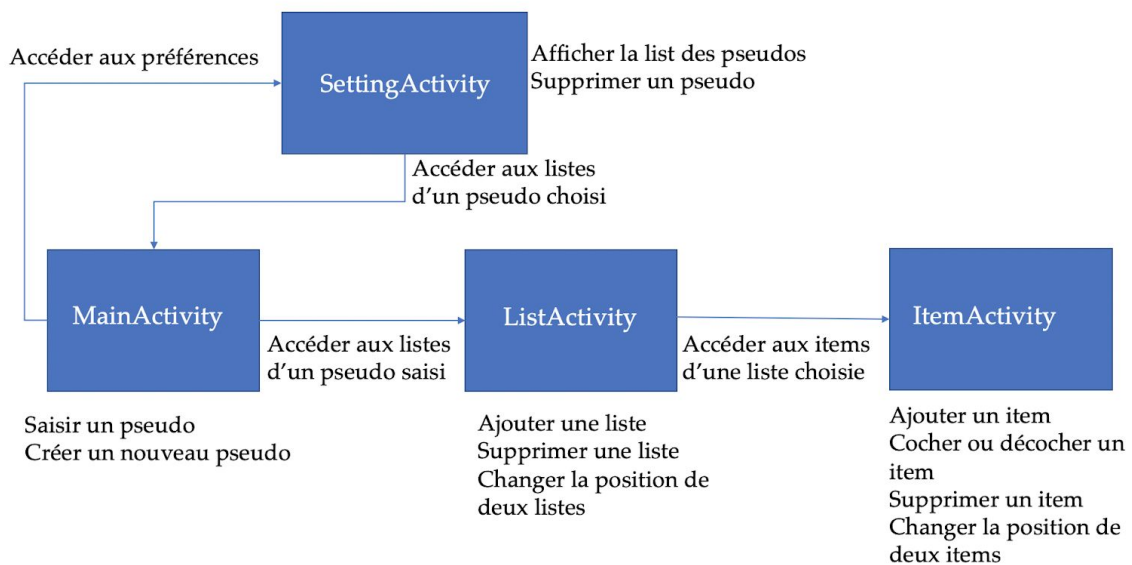 Accéder aux préférences
SettingActivity
Afficher la list des pseudos
Supprimer un pseudo
Accéder aux listes
d’un pseudo choisi
MainActivity
Accéder aux listes
d’un pseudo saisi
ListActivity
Accéder aux items
d’une liste choisie
ItemActivity
Saisir un pseudo
Créer un nouveau pseudo
Ajouter une liste
Supprimer une liste
Changer la position de
deux listes
Ajouter un item
Cocher ou décocher un
item
Supprimer un item
Changer la position de
deux items